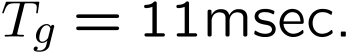 T_g = 11msec.